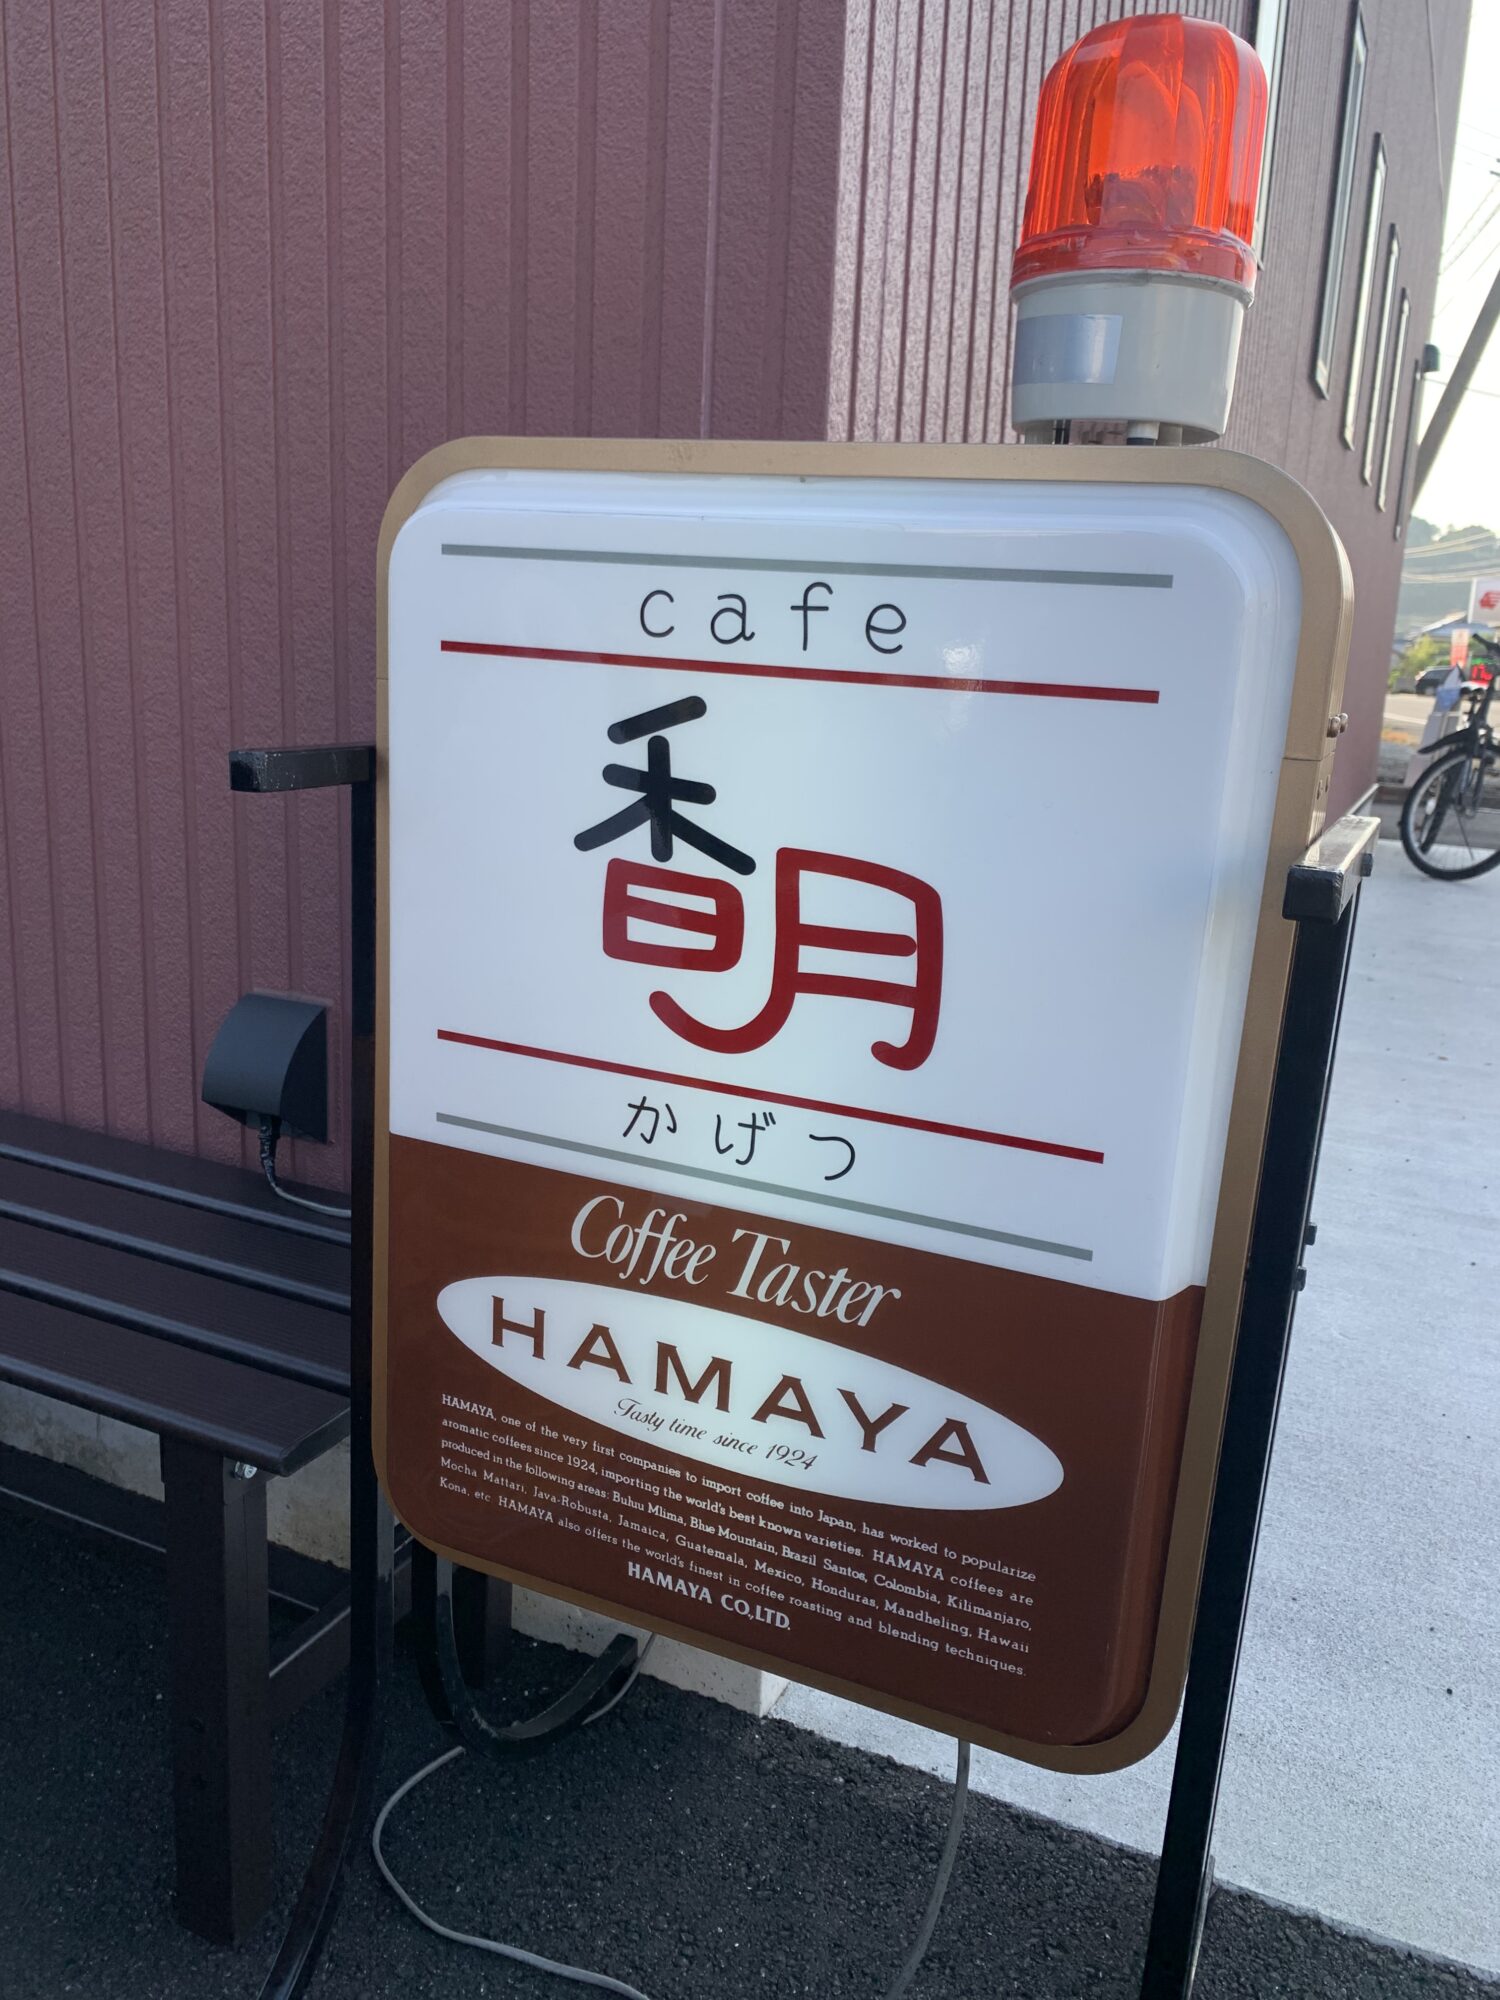 cafe
香月
かげつ
Coffee Taster
HAMAYA
Tasty time since 1924
HAMAYA, one of the very first companies to import coffee into Japan, has worked to popularize
aromatic coffees since 1924, importing the world's best known varieties. HAMAYA coffees are
produced in the following areas: Buhuu Mlima, Blue Mountain, Brazil Santos, Colombia, Kilimanjaro,
Mocha Mattari, Java-Robusta, Jamaica, Guatemala, Mexico, Honduras, Mandheling, Hawaii
Kona, etc. HAMAYA also offers the world's finest in coffee roasting and blending techniques.
HAMAYA CO.,LTD.